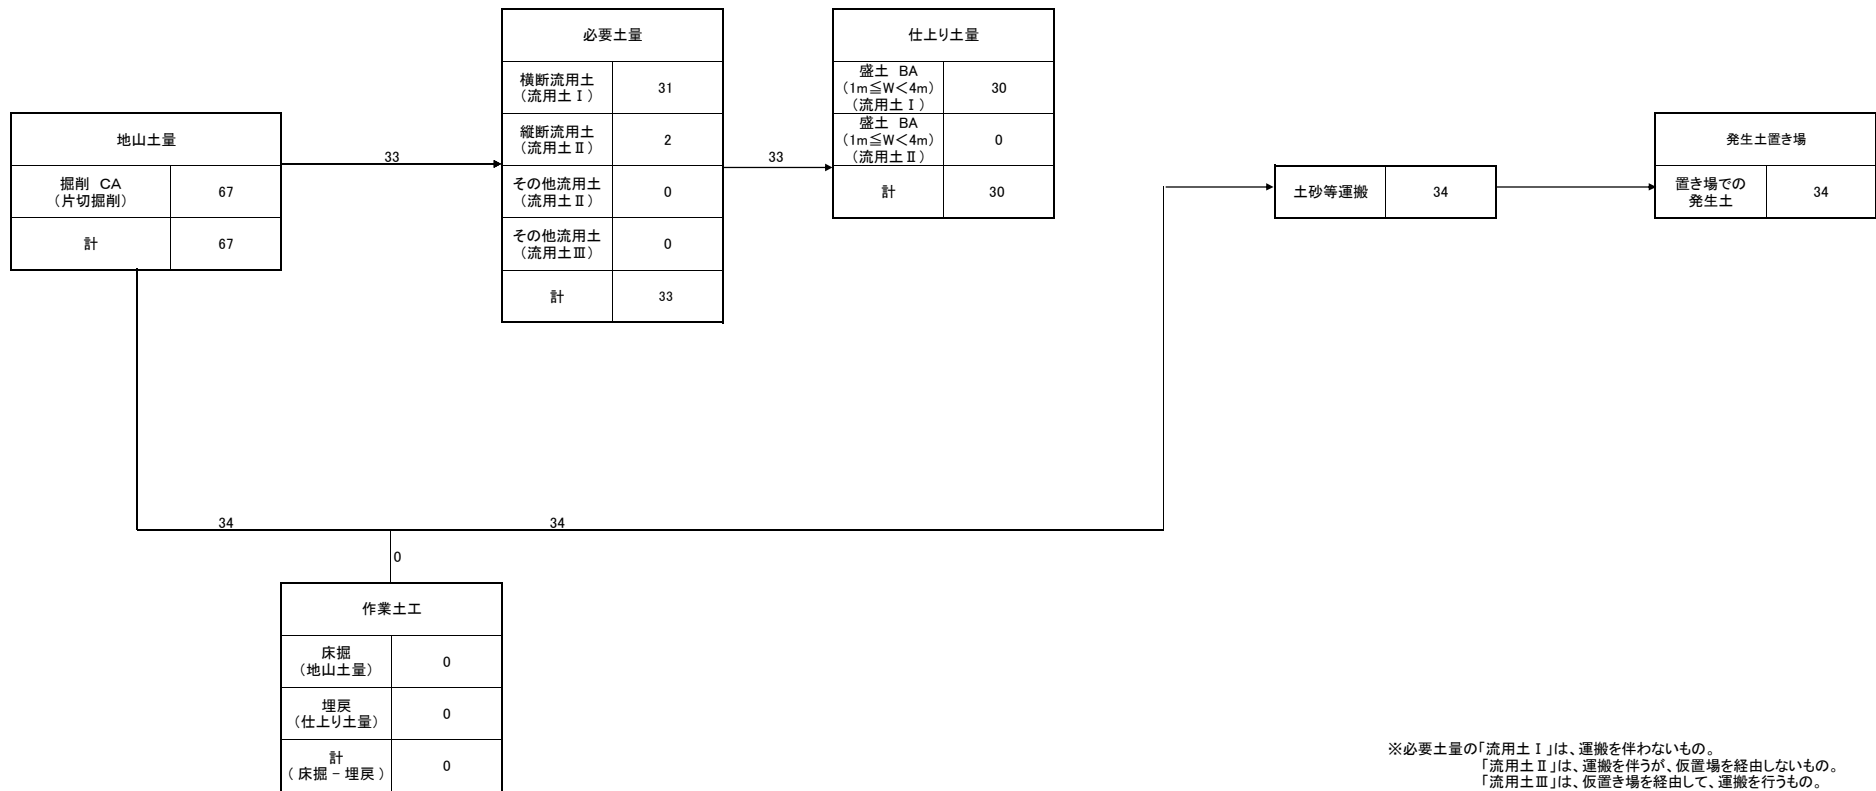 地山土量
掘削 CA
（片切掘削）
67
計
67
33
必要土量
横断流用土
（流用土Ⅰ）
31
縦断流用土
（流用土Ⅱ）
2
その他流用土
（流用土Ⅱ）
0
その他流用土
（流用土Ⅲ）
0
計
33
33
仕上り土量
盛土 BA
（1m≦W＜4m）
（流用土Ⅰ）
30
盛土 BA
（1m≦W＜4m）
（流用土Ⅱ）
0
計
30
土砂等運搬
34
発生土置き場
置き場での
発生土
34
34
34
0
作業土工
床掘
（地山土量）
0
埋戻
（仕上り土量）
0
計
（ 床掘 − 埋戻 ）
0
※必要土量の「流用土Ⅰ」は、運搬を伴わないもの。
「流用土Ⅱ」は、運搬を伴うが、仮置場を経由しないもの。
「流用土Ⅲ」は、仮置き場を経由して、運搬を行うもの。